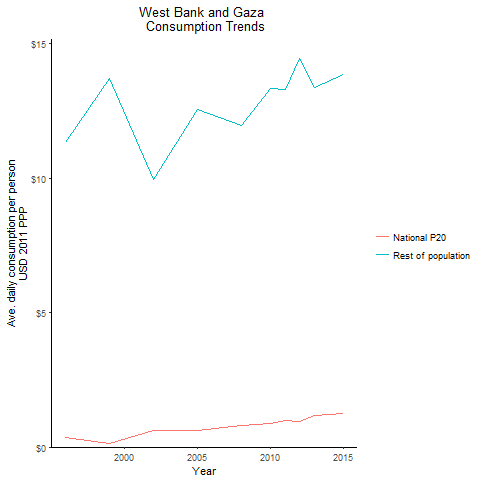 West Bank and Gaza
Consumption Trends
$15
$10
$5
$0
Ave. daily consumption per person
USD 2011 PPP
2000
2005
2010
2015
Year
National P20
Rest of population